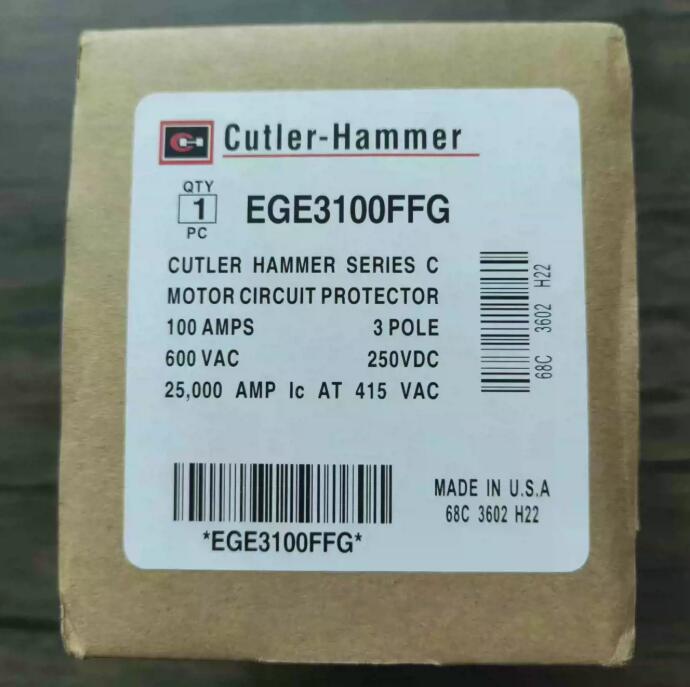 Cutler-Hammer
QTY
1
PC
EGE3100FFG
CUTLER HAMMER SERIES C
MOTOR CIRCUIT PROTECTOR
100 AMPS 3 POLE
600 VAC 250VDC
25,000 AMP Ic AT 415 VAC
68C 3602 H22
*EGE3100FFG*
MADE IN U.S.A
68C 3602 H22